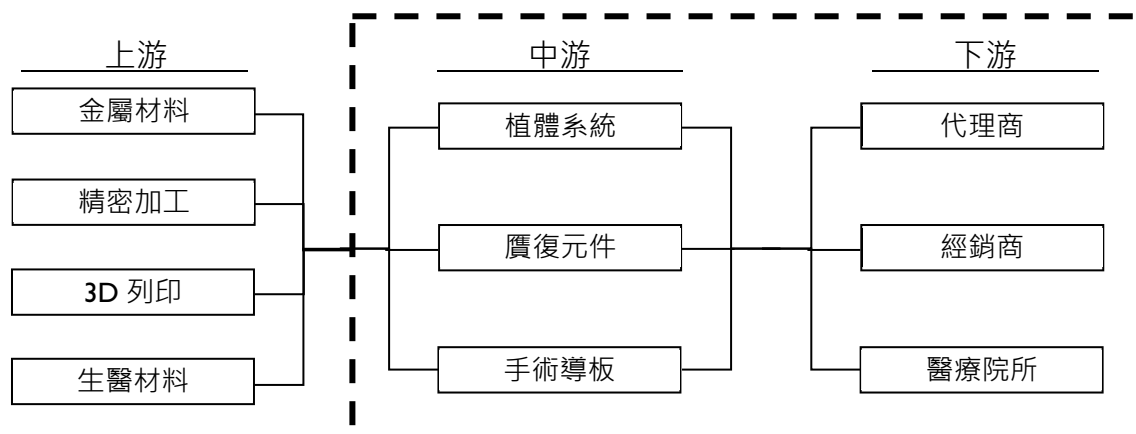 上游
金屬材料
精密加工
3D 列印
生醫材料
中游
植體系統
贋復元件
手術導板
下游
代理商
經銷商
醫療院所